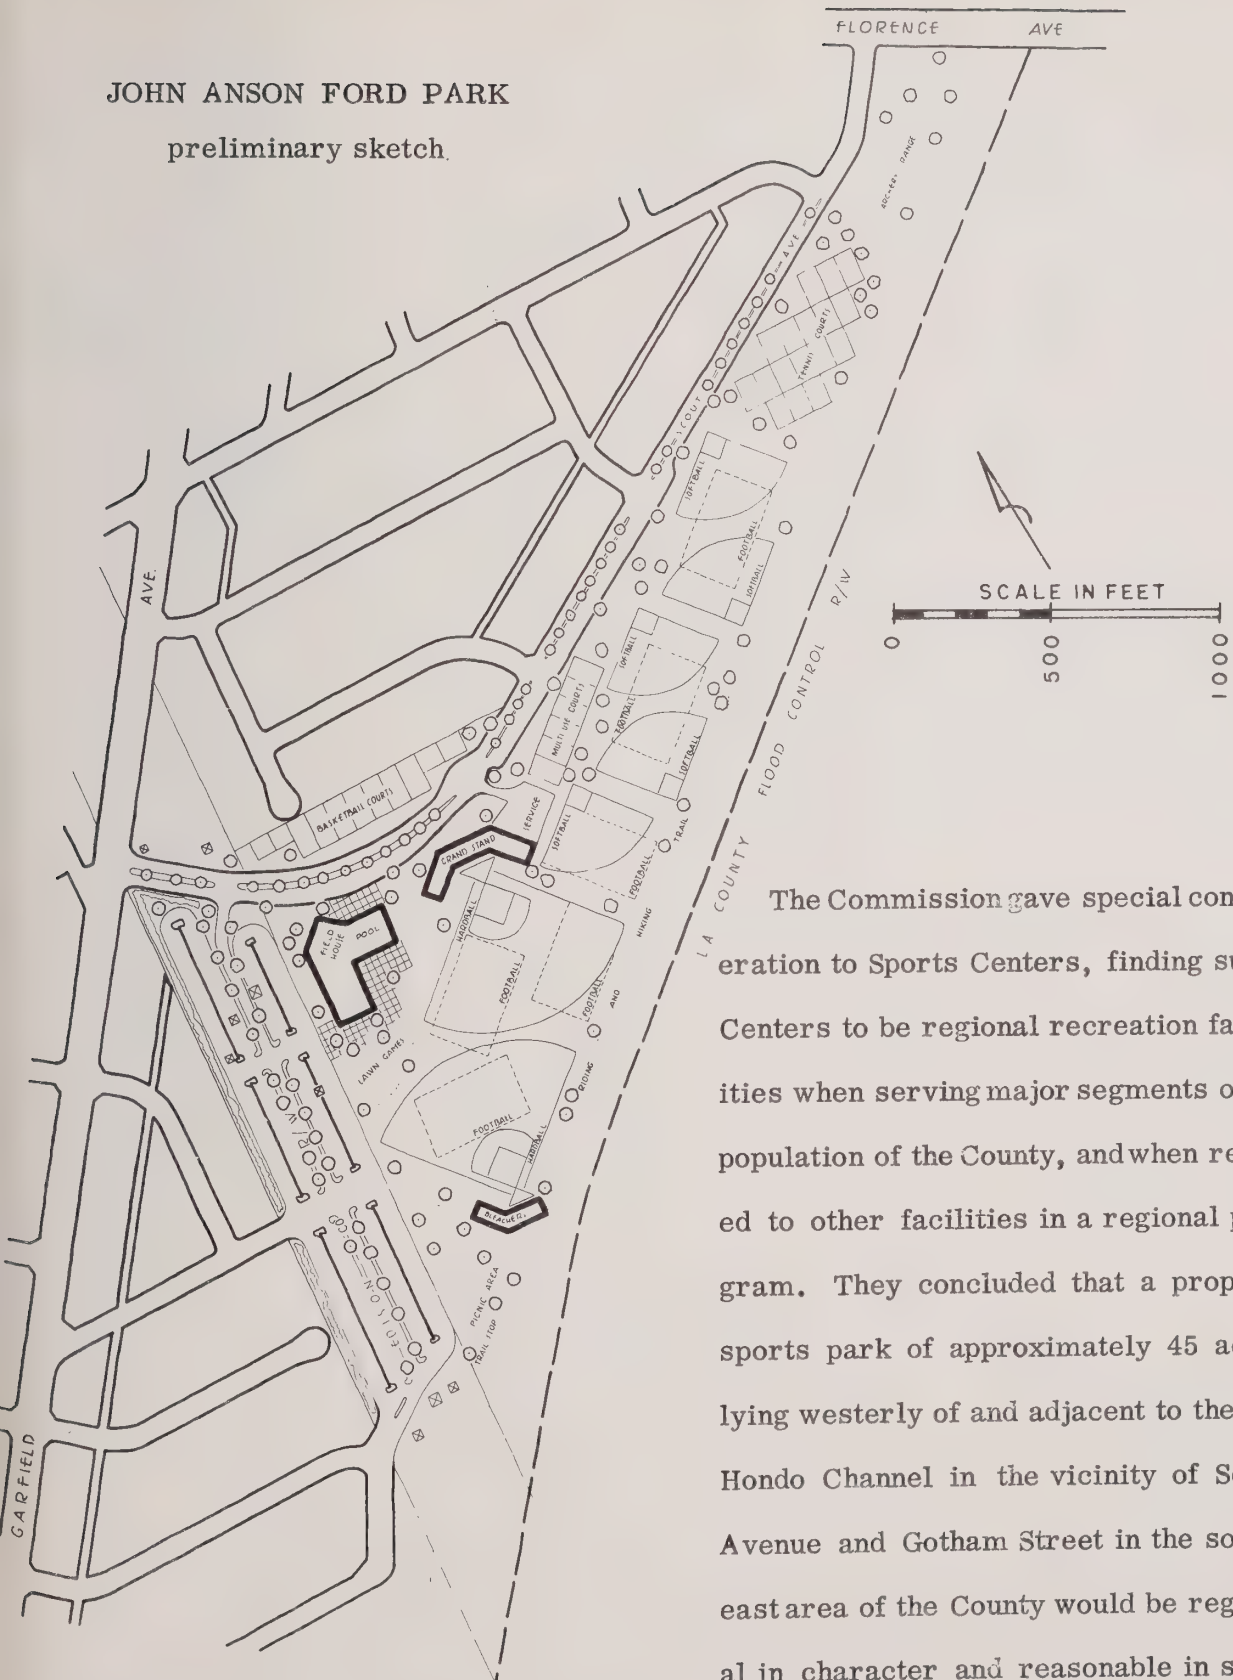 FLORENCE AVE
JOHN ANSON FORD PARK
preliminary sketch.
ARCHERY RANGE
SCOUT AVE
TENNIS COURTS
SOFTBALL
FOOTBALL
SOFTBALL
AVE.
SCALE IN FEET
0 500 1000
LA COUNTY FLOOD CONTROL R/W
SOFTBALL
FOOTBALL
MULTI USE COURTS
SOFTBALL
BASKETBALL COURTS
SERVICE
SOFTBALL
FOOTBALL
GRAND STAND
RIDING AND HIKING TRAIL
HARDBALL
FIELD HOUSE
POOL
FOOTBALL
FOOTBALL
LAWN GAMES
FOOTBALL
HARDBALL
BLEACHER.
EDISON R/W
PICNIC AREA
TRAIL STOP
GARFIELD
The Commission gave special con
eration to Sports Centers, finding su
Centers to be regional recreation fa
ities when serving major segments o
population of the County, and when re
ed to other facilities in a regional p
gram. They concluded that a prop
sports park of approximately 45 a
lying westerly of and adjacent to the
Hondo Channel in the vicinity of S
Avenue and Gotham Street in the so
east area of the County would be reg
al in character and reasonable in s